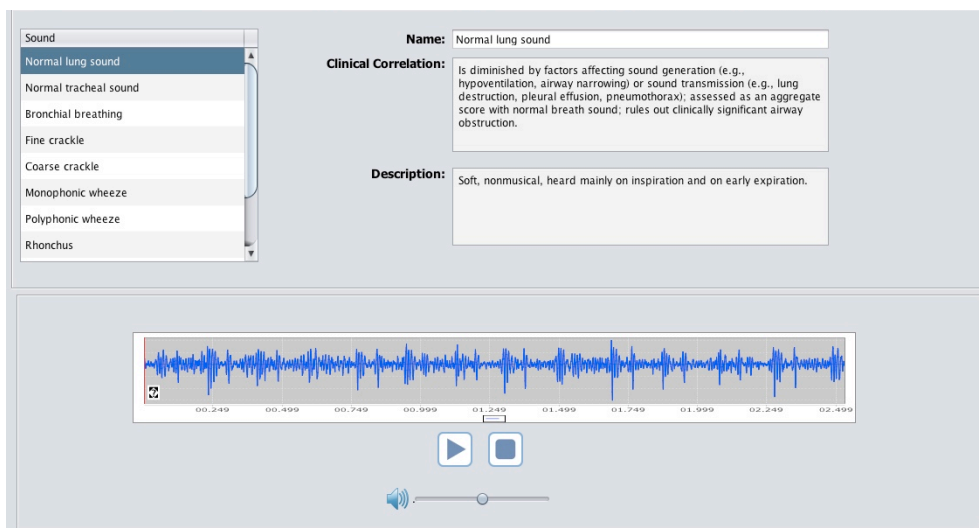 Sound
Normal lung sound
Normal tracheal sound
Bronchial breathing
Fine crackle
Coarse crackle
Monophonic wheeze
Polyphonic wheeze
Rhonchus
Name: Normal lung sound
Clinical Correlation:
Is diminished by factors affecting sound generation (e.g.,
hypoventilation, airway narrowing) or sound transmission (e.g., lung
destruction, pleural effusion, pneumothorax); assessed as an aggregate
score with normal breath sound; rules out clinically significant airway
obstruction.
Description:
Soft, nonmusical, heard mainly on inspiration and on early expiration.
00.249 00.499 00.749 00.999 01.249 01.499 01.749 01.999 02.249 02.499